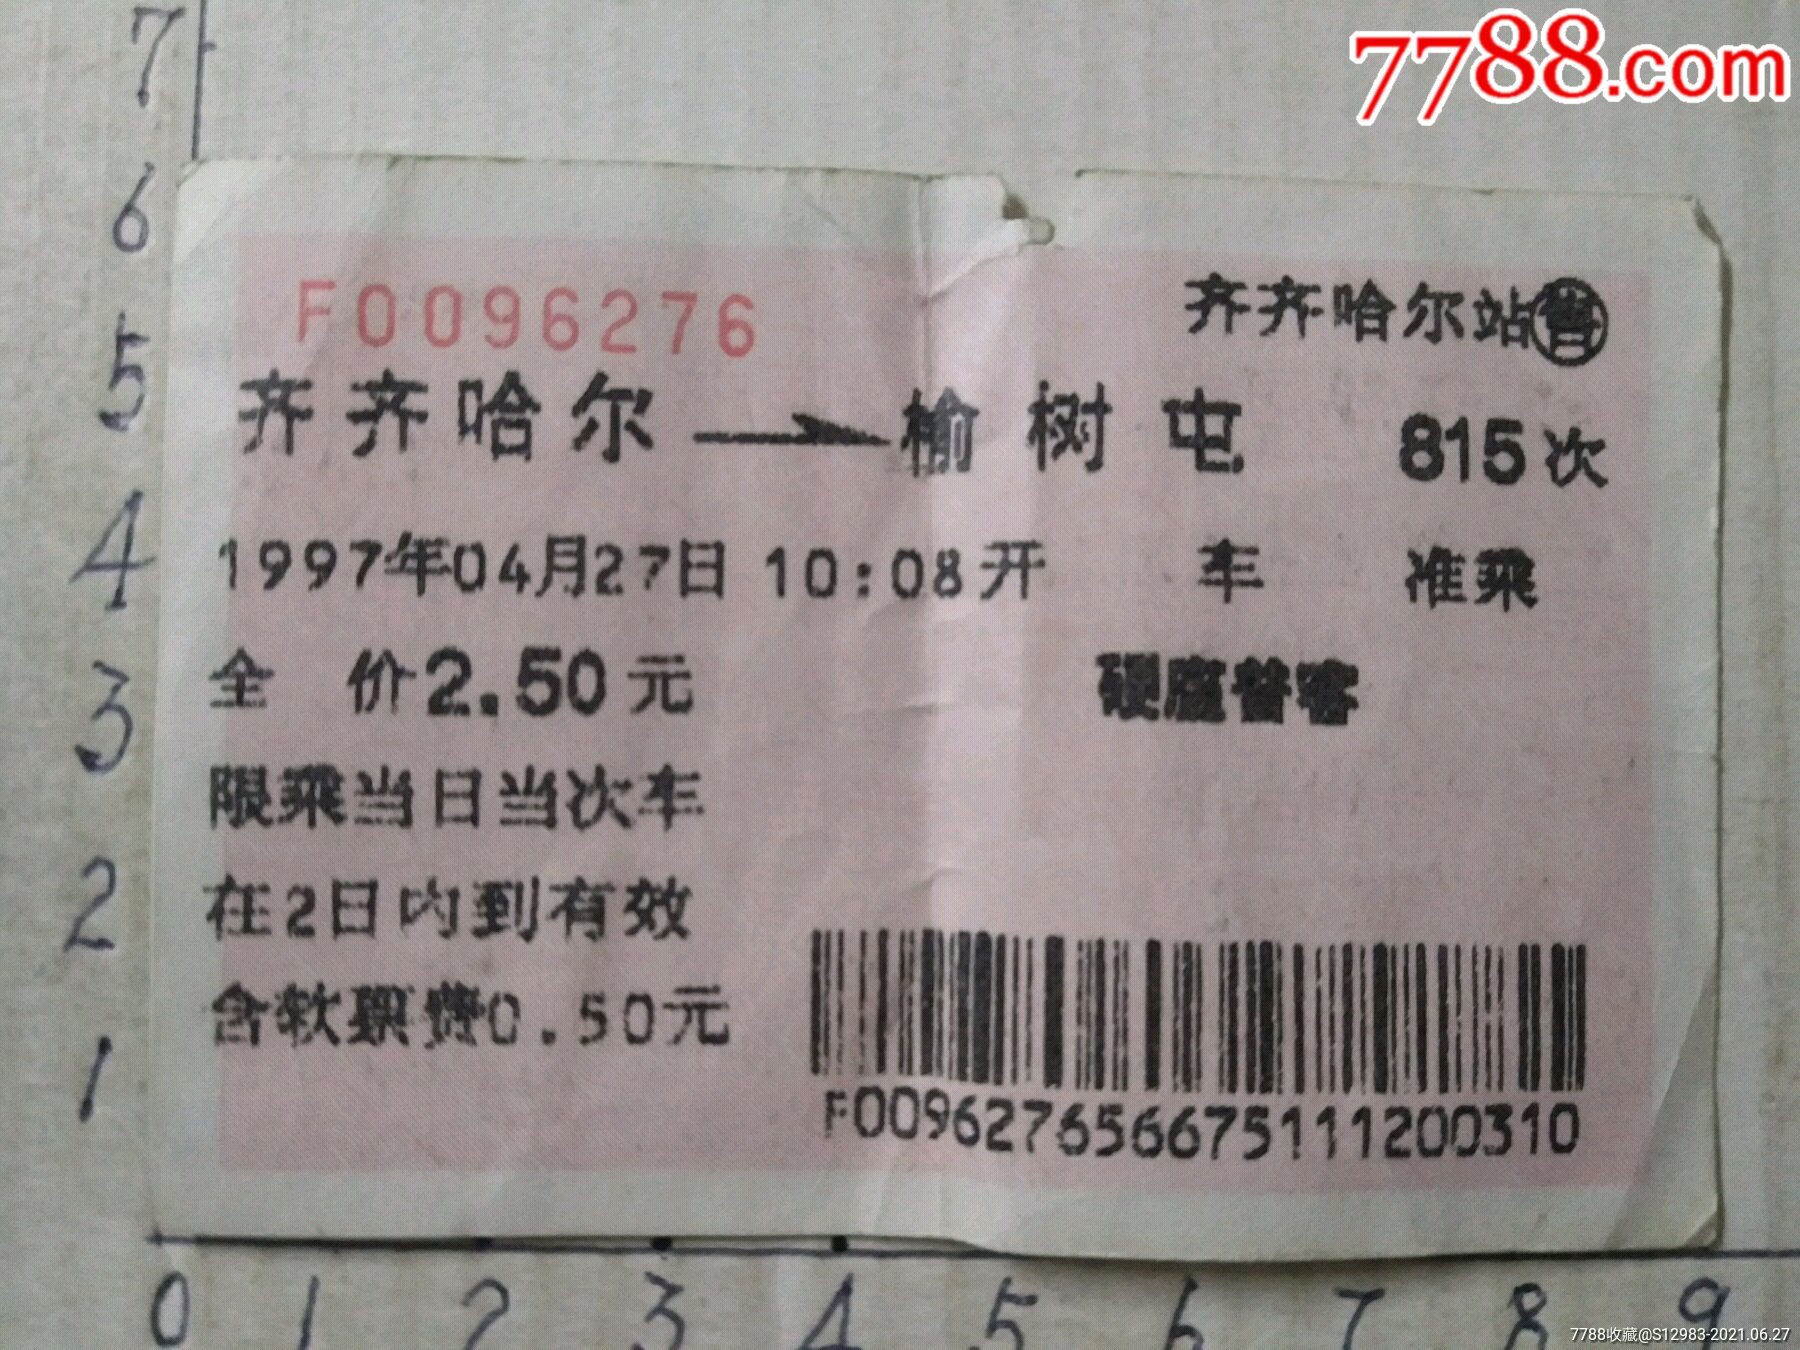 7788.com
7
6
5
4
3
2
1
F0096276
齐齐哈尔站售
齐齐哈尔 榆树屯 815次
1997年04月27日 10:08开 车 准乘
全 价2.50元 硬座普客
限乘当日当次车
在2日内到有效
含软票费0.50元
F0096276566751111200310
0 1 2 3 4 5 6 7 8 9
7788收藏@S12983-2021.06.27